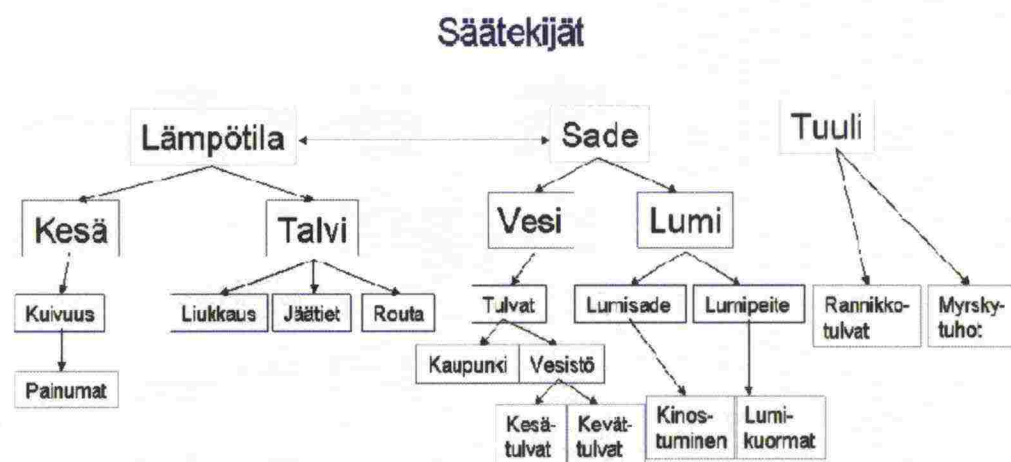 Säätekijät
Lämpötila
Sade
Tuuli
Kesä
Talvi
Vesi
Lumi
Kuivuus
Liukkaus
Jäätiet
Routa
Tulvat
Lumisade
Lumipeite
Rannikko-
tulvat
Myrsky-
tuhot
Painumat
Kaupunki
Vesistö
Kesä-
tulvat
Kevät-
tulvat
Kinos-
tuminen
Lumi-
kuormat